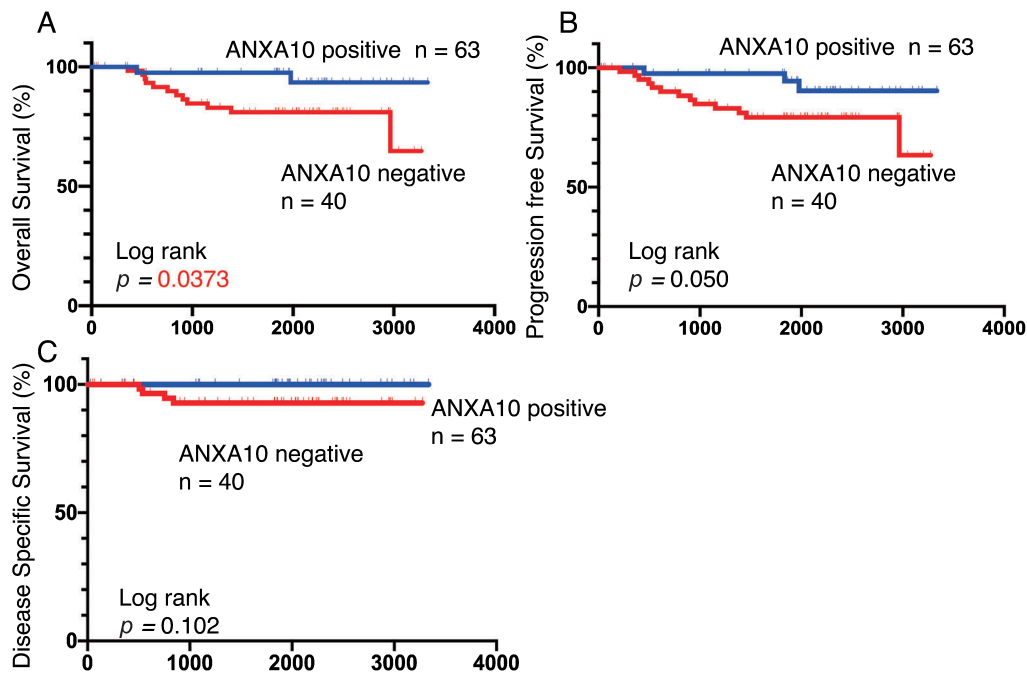 A
Overall Survival (%)
100
50
0
ANXA10 positive n = 63
ANXA10 negative
n = 40
Log rank
p = 0.0373
0 1000 2000 3000 4000
B
Progression free Survival (%)
100
50
0
ANXA10 positive n = 63
ANXA10 negative
n = 40
Log rank
p = 0.050
0 1000 2000 3000 4000
C
Disease Specific Survival (%)
100
50
0
ANXA10 positive
n = 63
ANXA10 negative
n = 40
Log rank
p = 0.102
0 1000 2000 3000 4000